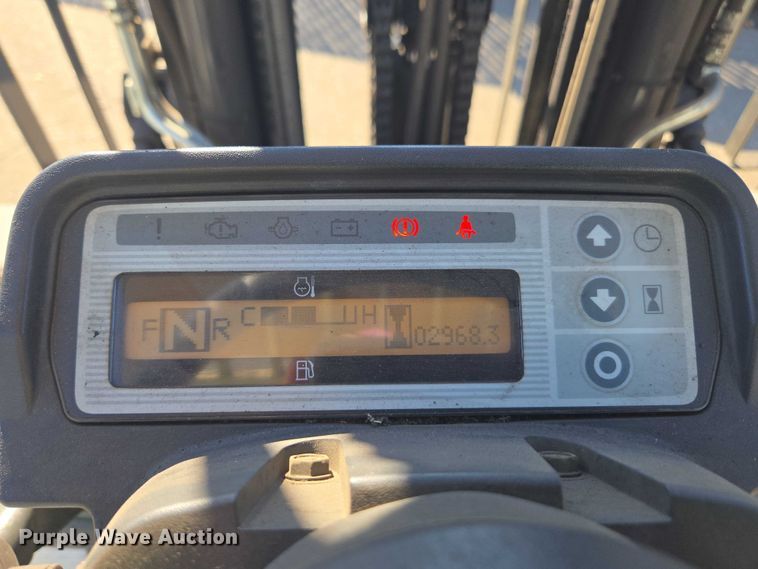 F N R C H 02968.3
Purple Wave Auction